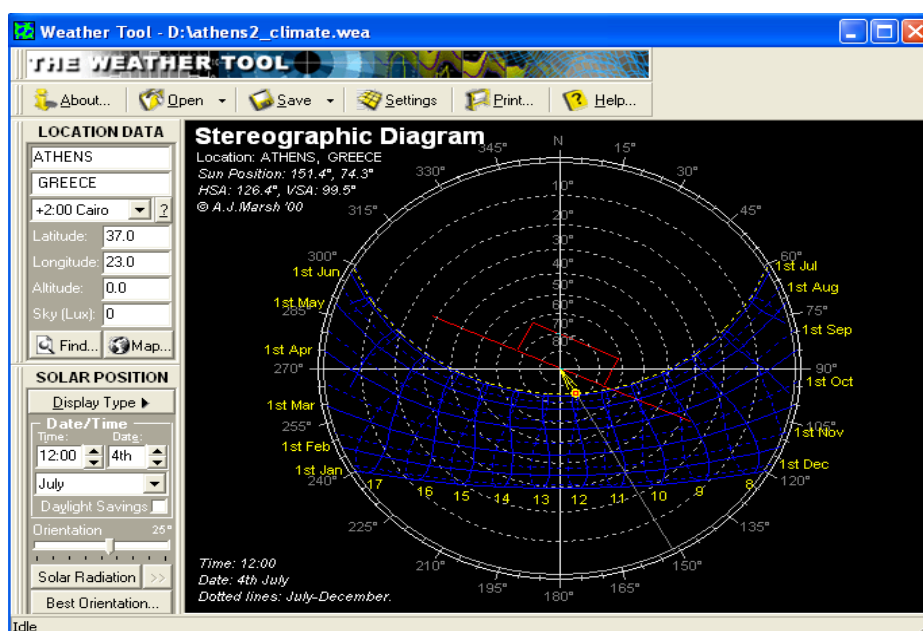 Weather Tool - D:\athens2_climate.wea
THE WEATHER TOOL
About... Open Save Settings Print... Help...
LOCATION DATA
ATHENS
GREECE
+2:00 Cairo ?
Latitude: 37.0
Longitude: 23.0
Altitude: 0.0
Sky (Lux): 0
Find... Map...
SOLAR POSITION
Display Type
Date/Time
Time: Date:
12:00 4th
July
Daylight Savings
Orientation 25°
Solar Radiation >>
Best Orientation...
Stereographic Diagram
Location: ATHENS, GREECE
Sun Position: 151.4°, 74.3°
HSA: 126.4°, VSA: 99.5°
© A.J.Marsh '00
N
345° 15°
330° 30°
315° 45°
300° 60°
285° 75°
270° 90°
255° 105°
240° 120°
225° 135°
210° 150°
195° 165°
180°
10°
20°
30°
40°
50°
60°
70°
80°
1st Jun 1st Jul
1st May 1st Aug
1st Apr 1st Sep
1st Mar 1st Oct
1st Feb 1st Nov
1st Jan 1st Dec
17 16 15 14 13 12 11 10 9 8
Time: 12:00
Date: 4th July
Dotted lines: July-December.
Idle